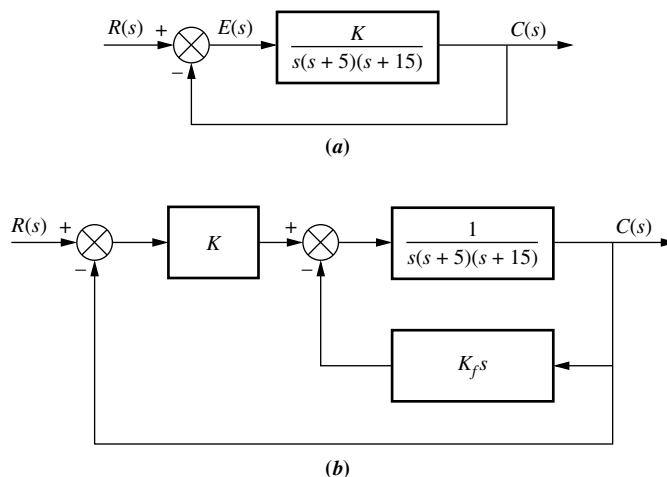 R(s) + E(s) K C(s)
s(s + 5)(s + 15)
−
(a)
R(s) + K + 1 C(s)
s(s + 5)(s + 15)
− −
K_f s
(b)